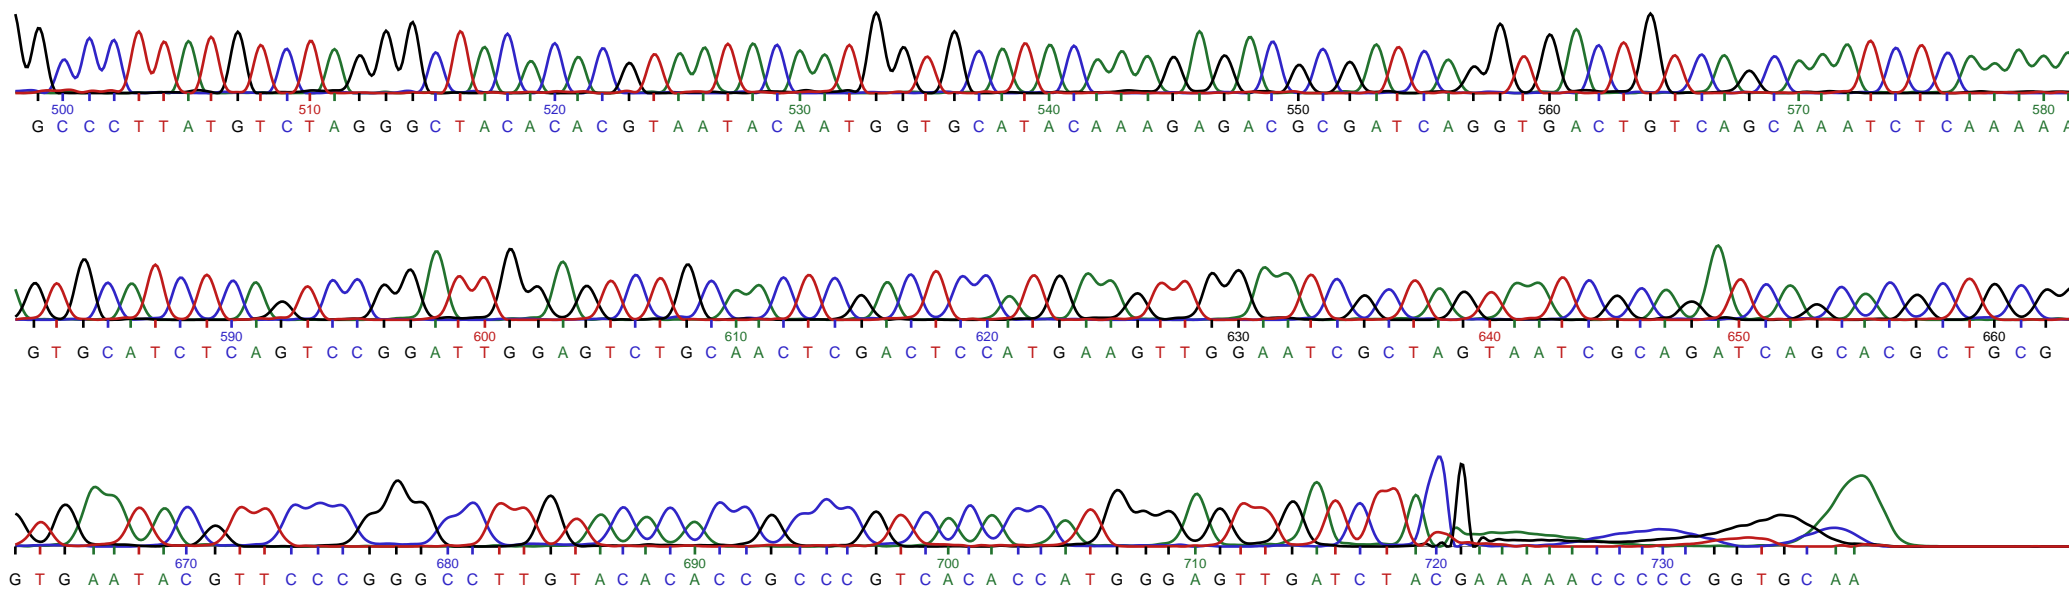 500 510 520 530 540 550 560 570 580
G C C C T T A T G T C T A G G G C T A C A C A C G T A A T A C A A T G G T G C A T A C A A A G A G A C G C G A T C A G G T G A C T G T C A G C A A A T C T C A A A A A
590 600 610 620 630 640 650 660
G T G C A T C T C A G T C C G G A T T G G A G T C T G C A A C T C G A C T C C A T G A A G T T G G A A T C G C T A G T A A T C G C A G A T C A G C A C G C T G C G
670 680 690 700 710 720 730
G T G A A T A C G T T C C C G G G C C T T G T A C A C A C C G C C C G T C A C A C C A T G G G A G T T G A T C T A C G A A A A A C C C C C G G T G C A A